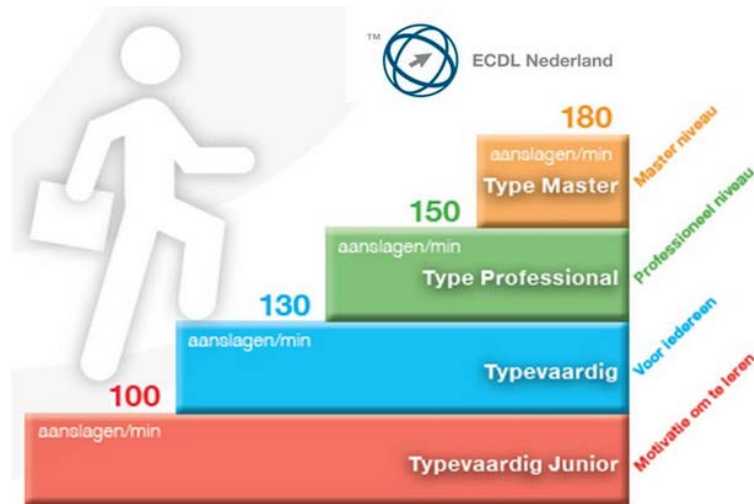 TM
ECDL Nederland
180
aanslagen/min
Type Master
Master niveau
150
aanslagen/min
Type Professional
Professioneel niveau
130
aanslagen/min
Typevaardig
Voor iedereen
100
aanslagen/min
Typevaardig Junior
Motivatie om te leren